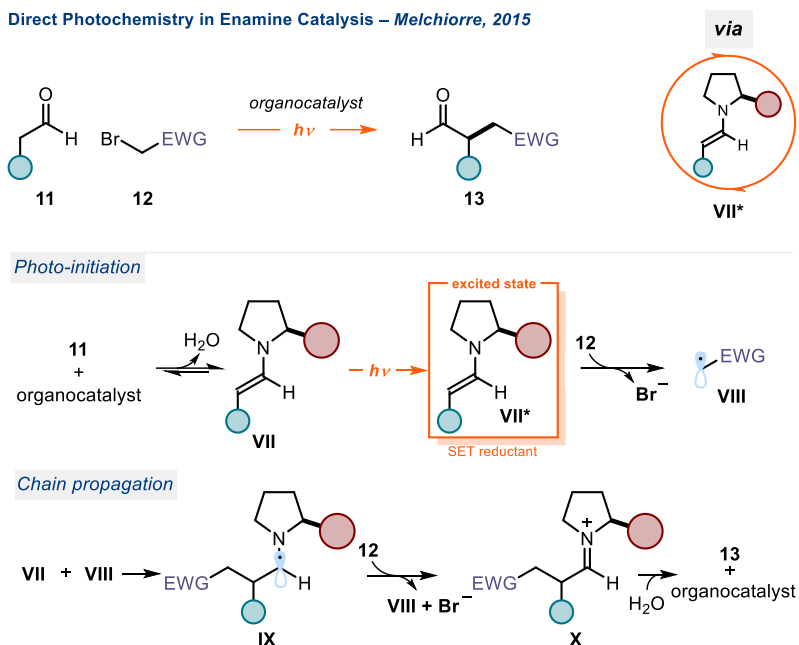 Direct Photochemistry in Enamine Catalysis – Melchiorre, 2015
via
O
H
11
Br
EWG
12
organocatalyst
hν
O
H
EWG
13
N
H
VII*
Photo-initiation
11
+
organocatalyst
H₂O
N
H
VII
hν
excited state
N
H
VII*
SET reductant
12
Br⁻
EWG
VIII
Chain propagation
VII + VIII
EWG
N
H
IX
12
VIII + Br⁻
EWG
N
+
H
X
H₂O
13
+
organocatalyst